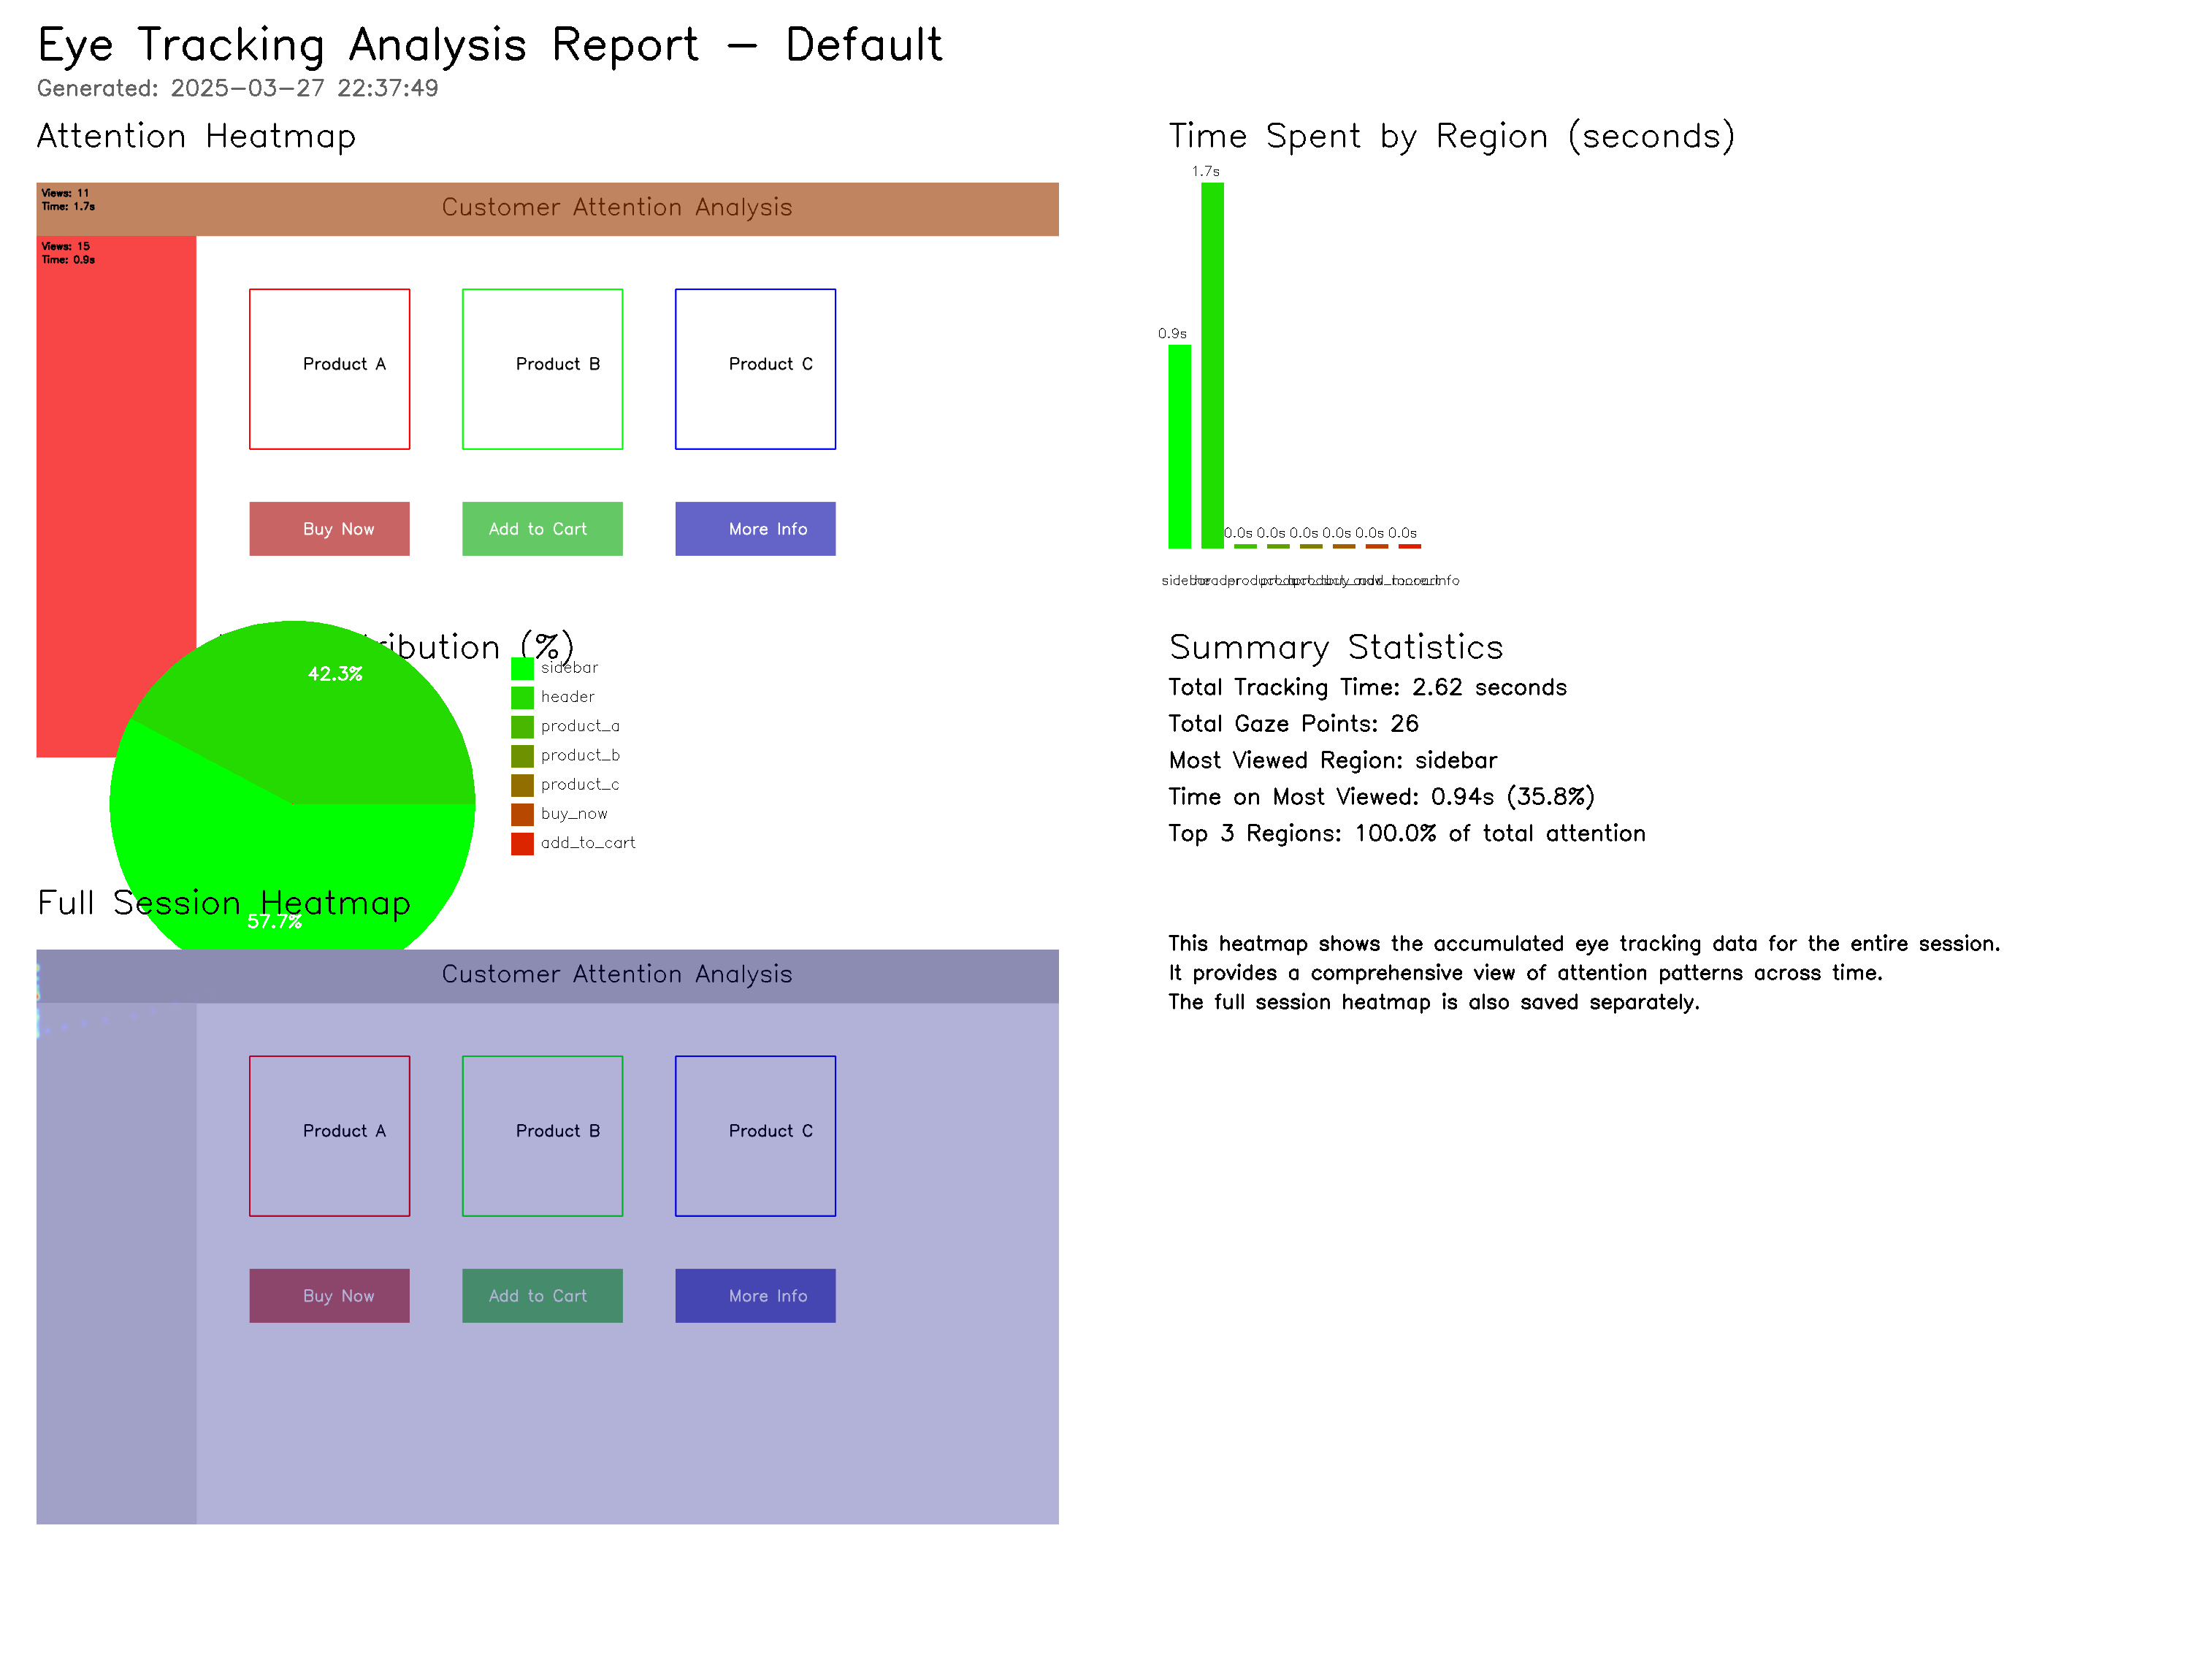 Eye Tracking Analysis Report - Default
Generated: 2025-03-27 22:37:49
Attention Heatmap
Views: 11
Time: 1.7s
Customer Attention Analysis
Views: 15
Time: 0.9s
Product A
Product B
Product C
Buy Now
Add to Cart
More Info
Time Spent by Region (seconds)
1.7s
0.9s
0.0s 0.0s 0.0s 0.0s 0.0s 0.0s
(%)
42.3%
57.7%
sidebar
header
product_a
product_b
product_c
buy_now
add_to_cart
Summary Statistics
Total Tracking Time: 2.62 seconds
Total Gaze Points: 26
Most Viewed Region: sidebar
Time on Most Viewed: 0.94s (35.8%)
Top 3 Regions: 100.0% of total attention
Full Session Heatmap
Customer Attention Analysis
Product A
Product B
Product C
Buy Now
Add to Cart
More Info
This heatmap shows the accumulated eye tracking data for the entire session.
It provides a comprehensive view of attention patterns across time.
The full session heatmap is also saved separately.